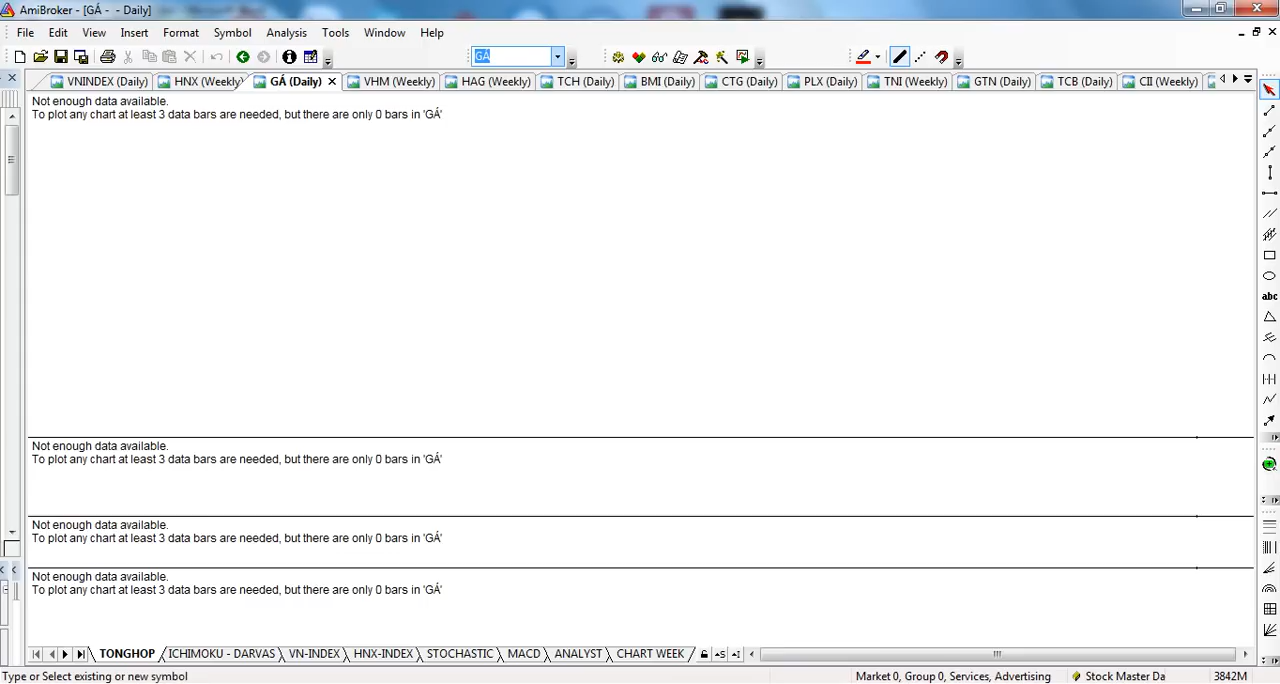 AmiBroker - [GÁ - - Daily]
File Edit View Insert Format Symbol Analysis Tools Window Help
GÁ
VNINDEX (Daily) HNX (Weekly) GÁ (Daily) VHM (Weekly) HAG (Weekly) TCH (Daily) BMI (Daily) CTG (Daily) PLX (Daily) TNI (Weekly) GTN (Daily) TCB (Daily) CII (Weekly)
Not enough data available.
To plot any chart at least 3 data bars are needed, but there are only 0 bars in 'GÁ'
abc
Not enough data available.
To plot any chart at least 3 data bars are needed, but there are only 0 bars in 'GÁ'
Not enough data available.
To plot any chart at least 3 data bars are needed, but there are only 0 bars in 'GÁ'
Not enough data available.
To plot any chart at least 3 data bars are needed, but there are only 0 bars in 'GÁ'
TONGHOP ICHIMOKU - DARVAS VN-INDEX HNX-INDEX STOCHASTIC MACD ANALYST CHART WEEK
Type or Select existing or new symbol Market 0, Group 0, Services, Advertising Stock Master Da 3842M